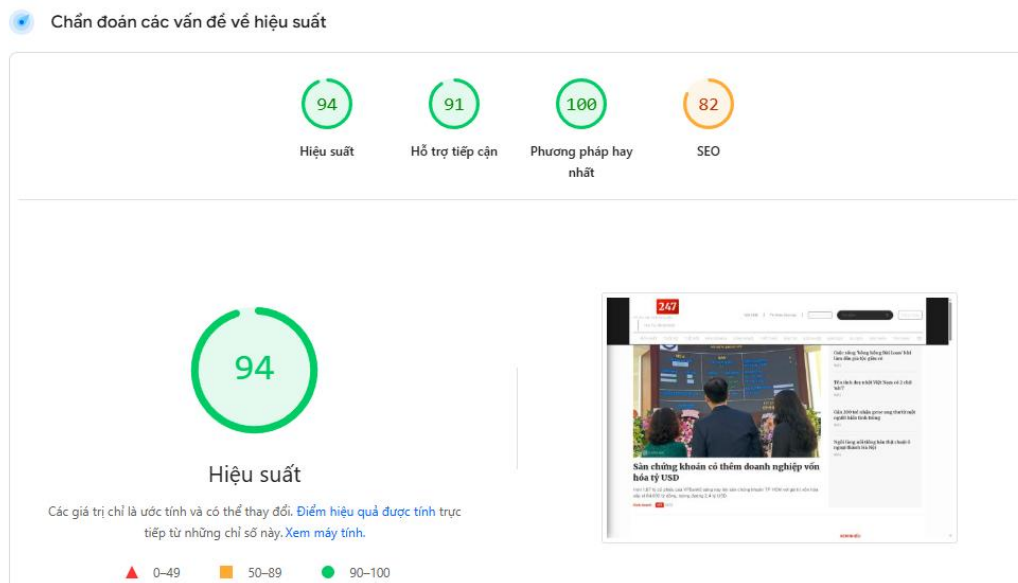 Chẩn đoán các vấn đề về hiệu suất
94
91
100
82
Hiệu suất
Hỗ trợ tiếp cận
Phương pháp hay
nhất
SEO
94
Hiệu suất
Các giá trị chỉ là ước tính và có thể thay đổi. Điểm hiệu quả được tính trực
tiếp từ những chỉ số này. Xem máy tính.
0–49
50–89
90–100
247
Sàn chứng khoán có thêm doanh nghiệp vốn
hóa tỷ USD